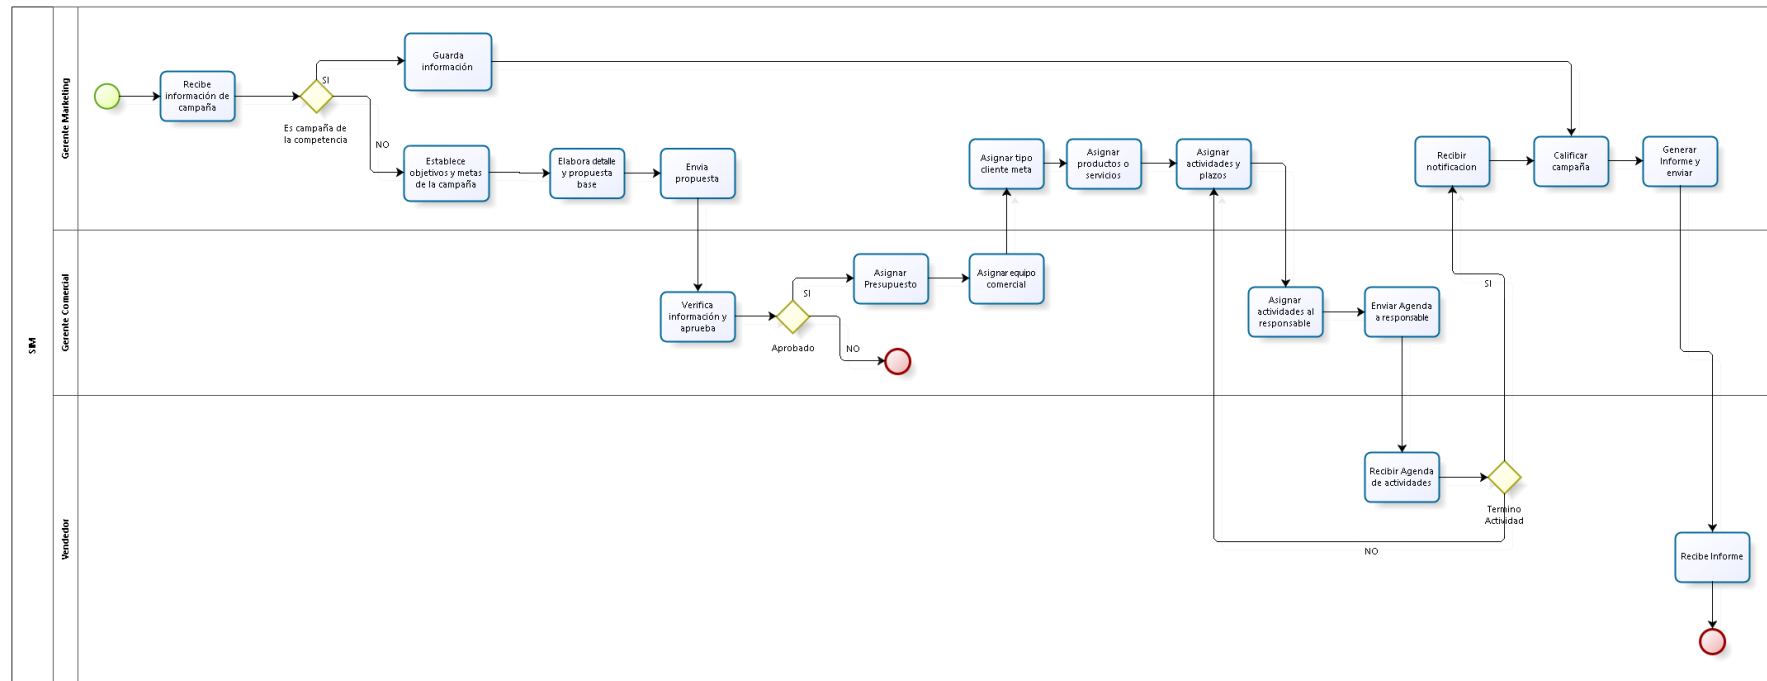 SIM
Gerente Marketing
Recibe
información de
campaña
SI
Es campaña de
la competencia
NO
Guarda
información
Establece
objetivos y metas
de la campaña
Elabora detalle
y propuesta
base
Envia
propuesta
Asignar tipo
cliente meta
Asignar
productos o
servicios
Asignar
actividades y
plazos
Recibir
notificacion
Calificar
campaña
Generar
Informe y
enviar
Gerente Comercial
Verifica
información y
aprueba
SI
Aprobado
NO
Asignar
Presupuesto
Asignar equipo
comercial
Asignar
actividades al
responsable
Enviar Agenda
a responsable
SI
Vendedor
Recibir Agenda
de actividades
Termino
Actividad
NO
Recibe Informe